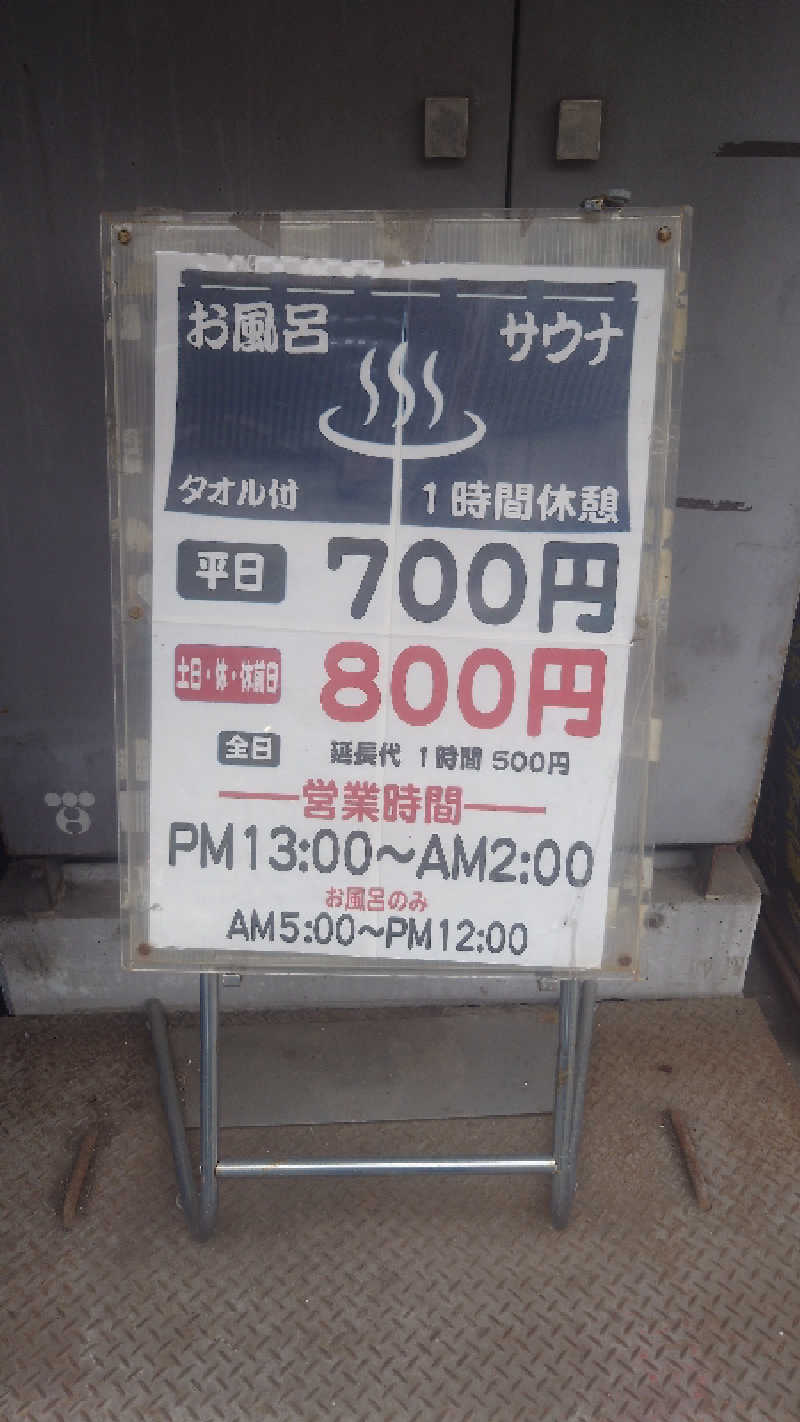 お風呂 サウナ
タオル付 1時間休憩
平日 700円
土日・休・休前日 800円
全日 延長代 1時間 500円
営業時間
PM13:00〜AM2:00
お風呂のみ
AM5:00〜PM12:00